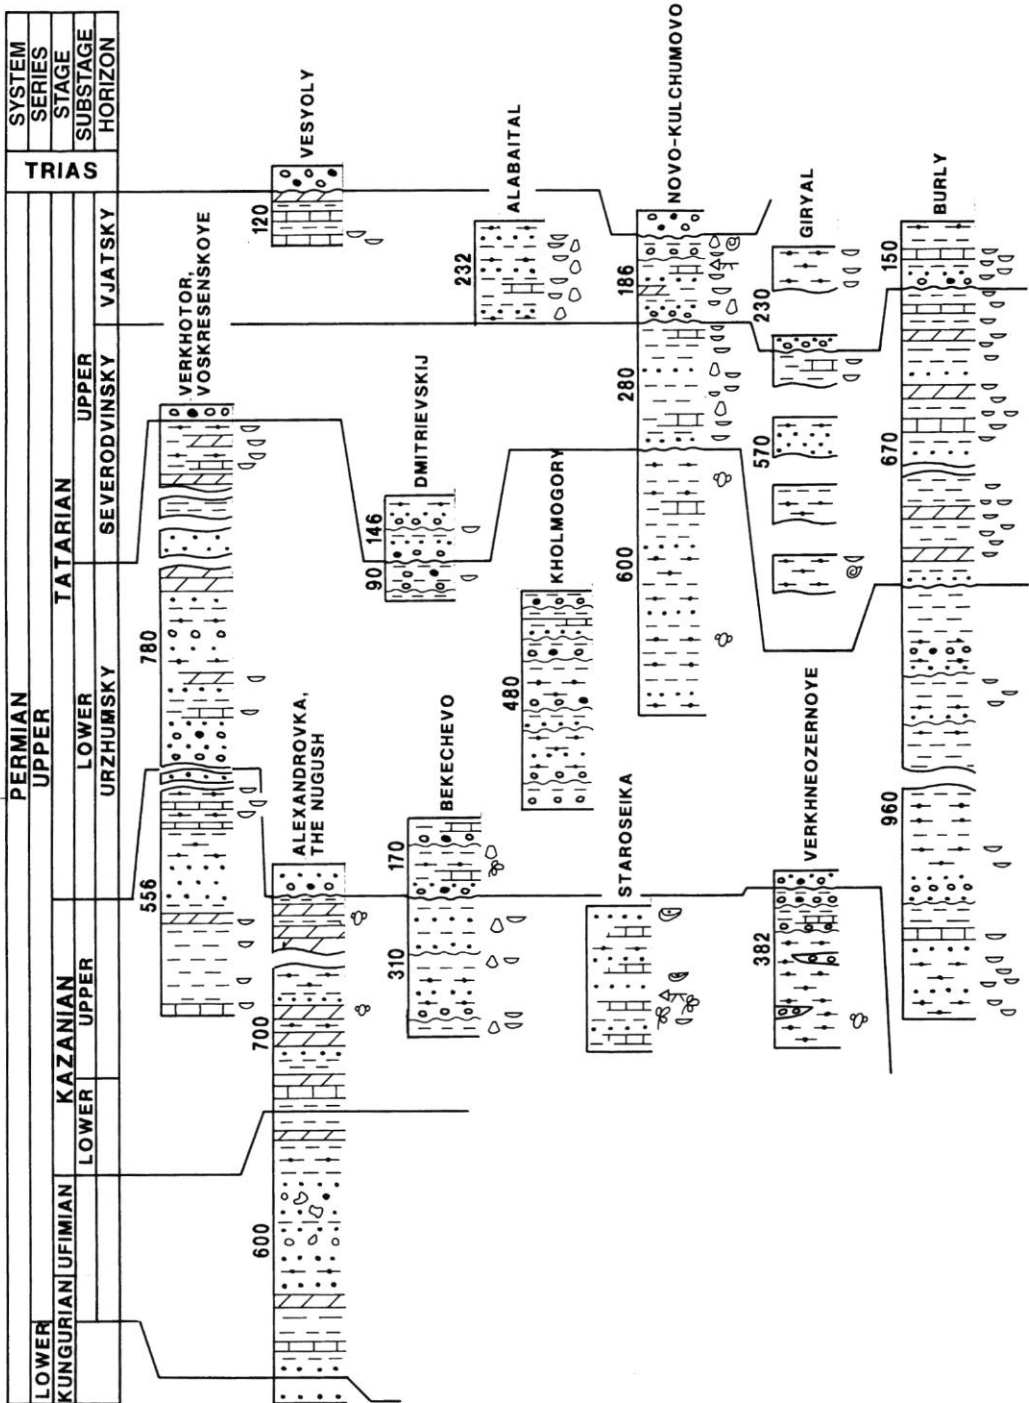 SYSTEM
SERIES
STAGE
SUBSTAGE
HORIZON
TRIAS
PERMIAN
UPPER
LOWER
TATARIAN
KAZANIAN
UFIMIAN
KUNGURIAN
UPPER
LOWER
UPPER
LOWER
VJATSKY
SEVERODVINSKY
URZHUMSKY
VERKHOTOR,
VOSKRESENSKOYE
780
556
VESYOLY
120
ALEXANDROVKA,
THE NUGUSH
700
600
DMITRIEVSKIJ
146
90
BEKECHEVO
170
310
ALABAITAL
232
KHOLMOGORY
480
STAROSEIKA
NOVO-KULCHUMOVO
186
280
600
GIRYAL
230
570
VERKHNEOZERNOYE
382
BURLY
150
670
960